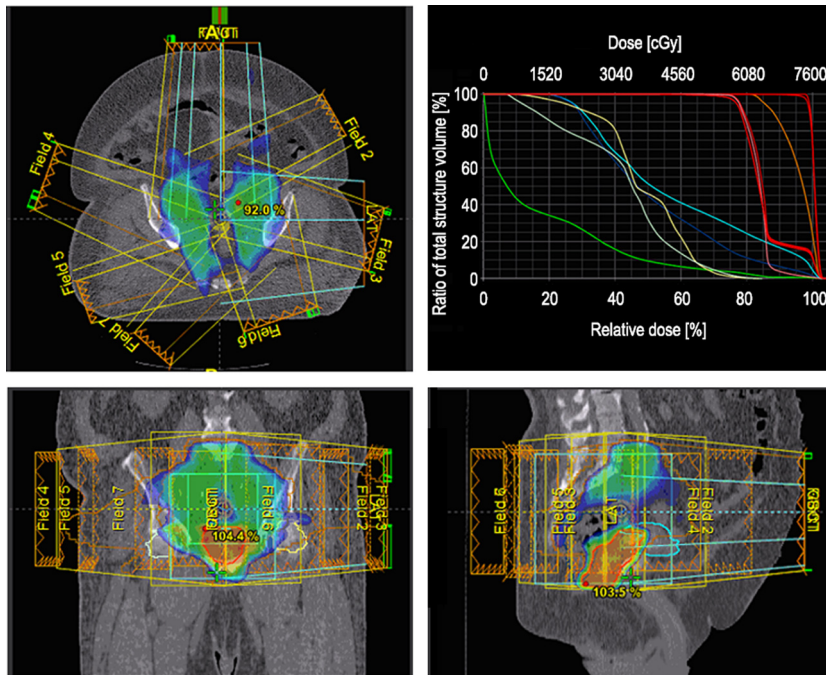 Field 4
Field 2
92.0 %
LAT
Field 3
Field 5
Field 7
Field 6
Dose [cGy]
0 1520 3040 4560 6080 7600
Ratio of total structure volume [%]
100
80
60
40
20
0
0 20 40 60 80 100
Relative dose [%]
Field 4
Field 5
Field 7
Field 6
Field 2
Field 3
LAT
104.4 %
Field 6
Field 5
Field 3
LAT
Field 4
Field 2
103.5 %